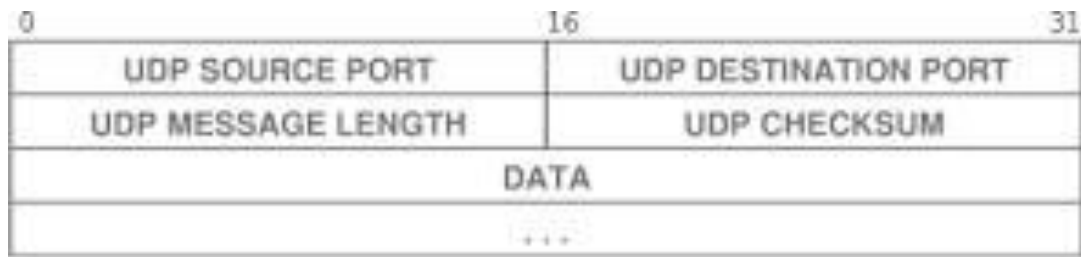 0 16 31
UDP SOURCE PORT UDP DESTINATION PORT
UDP MESSAGE LENGTH UDP CHECKSUM
DATA
...